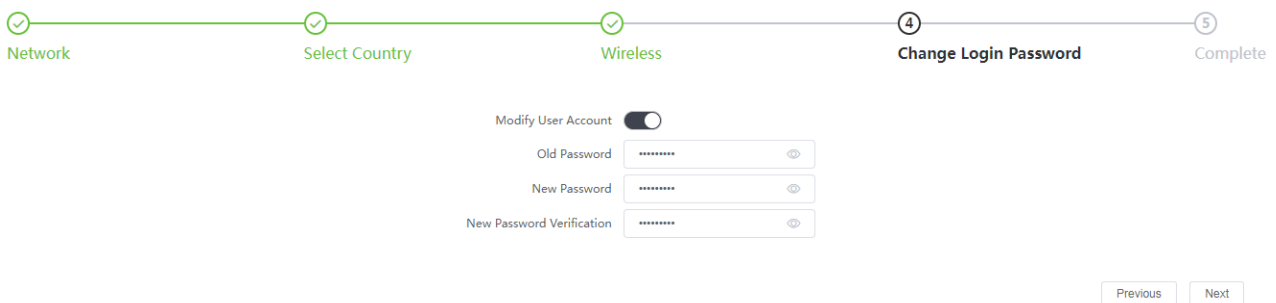 4 5
Network Select Country Wireless Change Login Password Complete
Modify User Account
Old Password •••••••••
New Password •••••••••
New Password Verification •••••••••
Previous Next